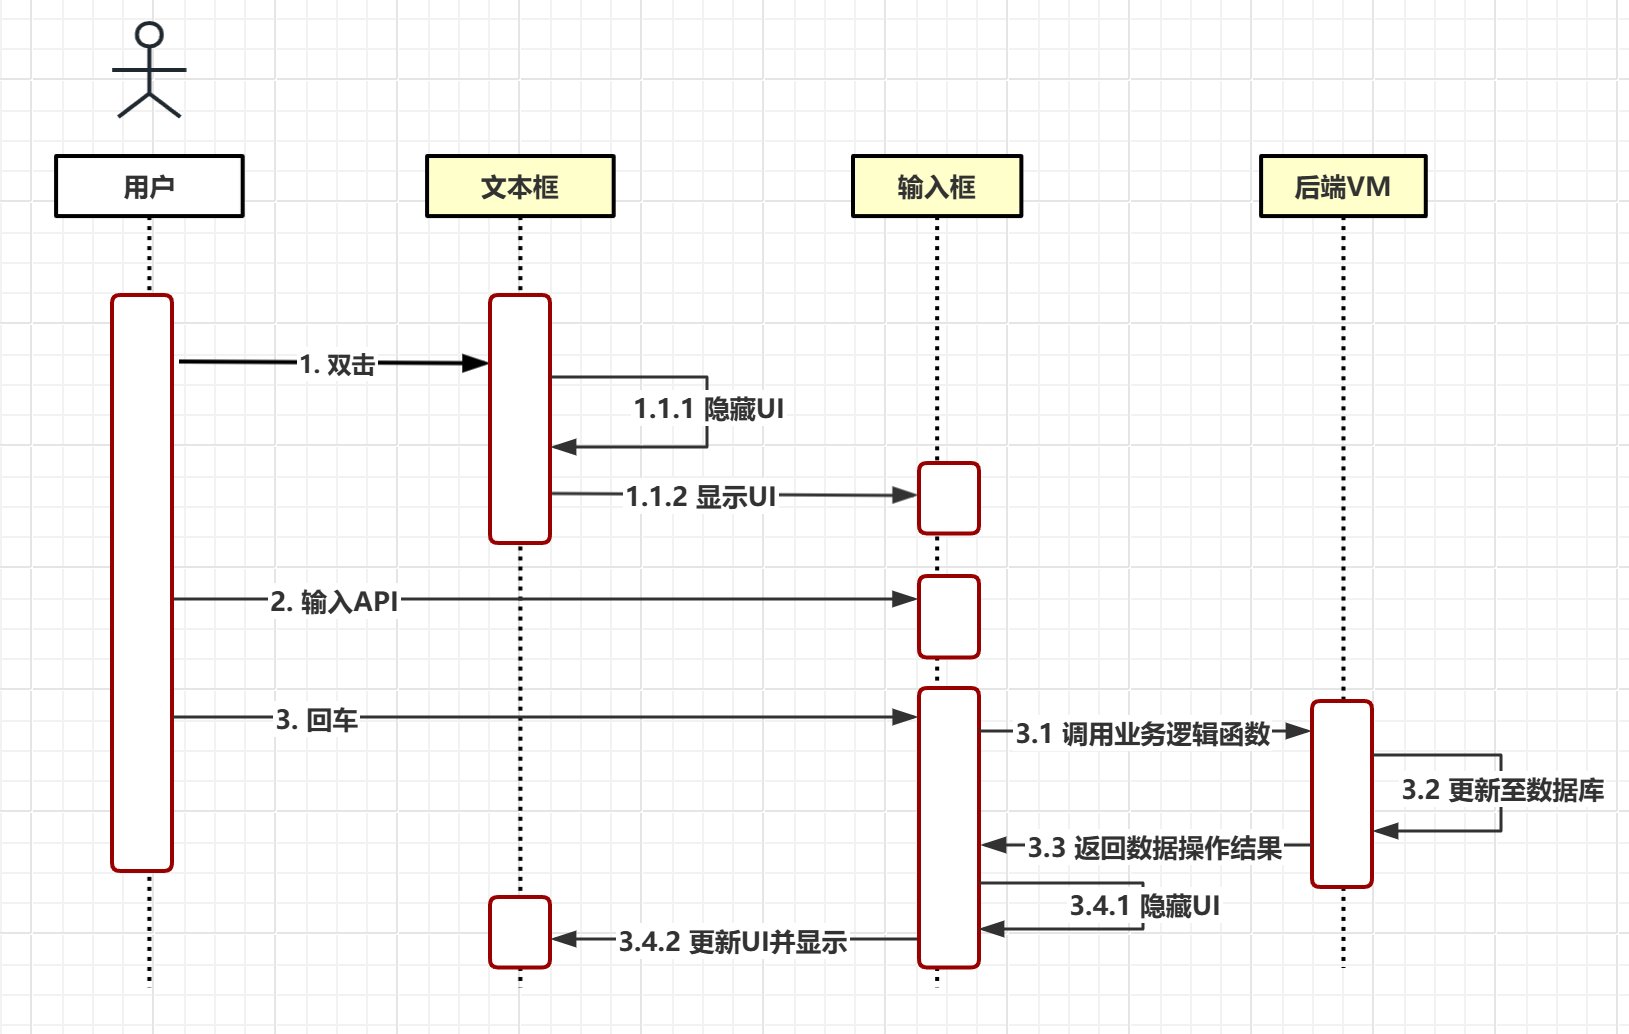 用户
文本框
输入框
后端VM
1. 双击
1.1.1 隐藏UI
1.1.2 显示UI
2. 输入API
3. 回车
3.1 调用业务逻辑函数
3.2 更新至数据库
3.3 返回数据操作结果
3.4.1 隐藏UI
3.4.2 更新UI并显示